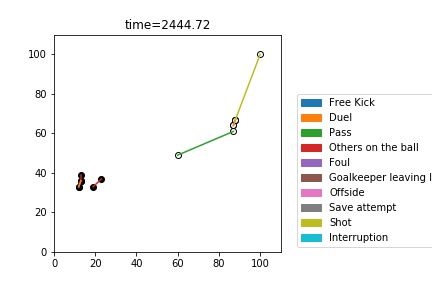 time=2444.72
100
80
60
40
20
0
0 20 40 60 80 100
Free Kick
Duel
Pass
Others on the ball
Foul
Goalkeeper leaving l
Offside
Save attempt
Shot
Interruption